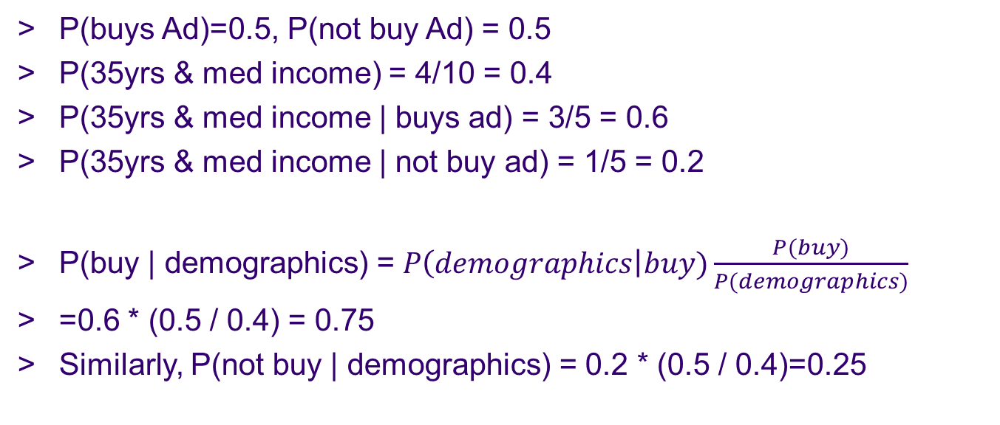 > P(buys Ad)=0.5, P(not buy Ad) = 0.5
> P(35yrs & med income) = 4/10 = 0.4
> P(35yrs & med income | buys ad) = 3/5 = 0.6
> P(35yrs & med income | not buy ad) = 1/5 = 0.2
> P(buy | demographics) = P(demographics|buy) P(buy)/P(demographics)
> =0.6 * (0.5 / 0.4) = 0.75
> Similarly, P(not buy | demographics) = 0.2 * (0.5 / 0.4)=0.25